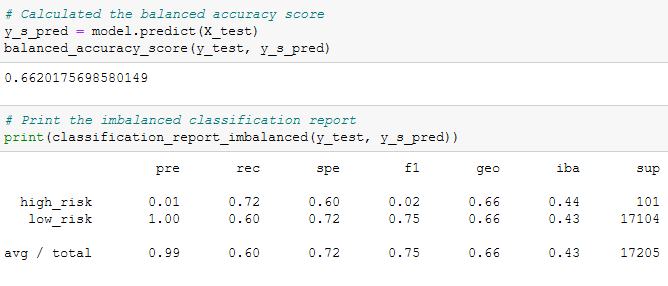 # Calculated the balanced accuracy score
y_s_pred = model.predict(X_test)
balanced_accuracy_score(y_test, y_s_pred)
0.6620175698580149
# Print the imbalanced classification report
print(classification_report_imbalanced(y_test, y_s_pred))
pre rec spe f1 geo iba sup
high_risk 0.01 0.72 0.60 0.02 0.66 0.44 101
low_risk 1.00 0.60 0.72 0.75 0.66 0.43 17104
avg / total 0.99 0.60 0.72 0.75 0.66 0.43 17205